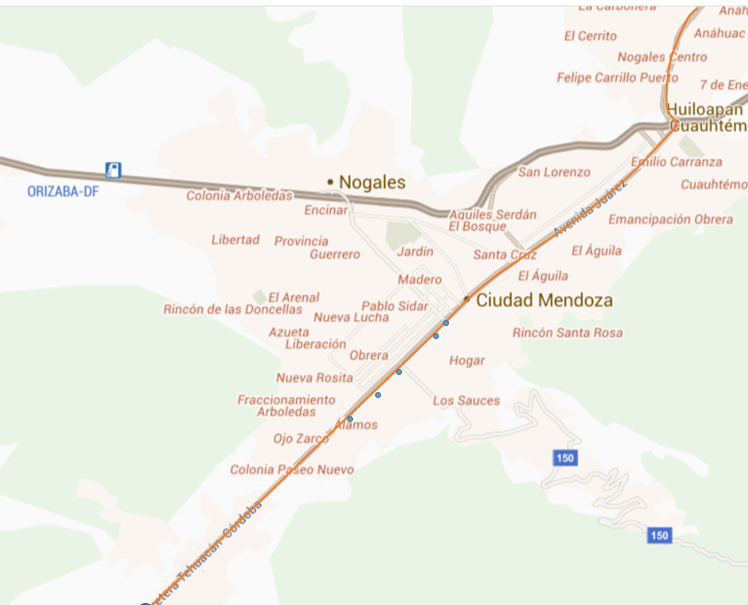 La Carbonera
El Cerrito
Nogales Centro
Felipe Carrillo Puerto
Anáhuac
7 de Ene
Huiloapan
Cuauhtém
ORIZABA-DF
Nogales
Colonia Arboledas
Encinar
San Lorenzo
Emilio Carranza
Cuauhtémo
Aquiles Serdán
El Bosque
Avenida Juárez
Emancipación Obrera
Libertad
Provincia
Guerrero
Jardín
Santa Cruz
El Águila
El Águila
Madero
El Arenal
Rincón de las Doncellas
Pablo Sidar
Nueva Lucha
Ciudad Mendoza
Azueta
Liberación
Rincón Santa Rosa
Obrera
Hogar
Nueva Rosita
Fraccionamiento
Arboledas
Los Sauces
Álamos
Ojo Zarco
Colonia Paseo Nuevo
150
etera Tehuacán-Córdoba
150